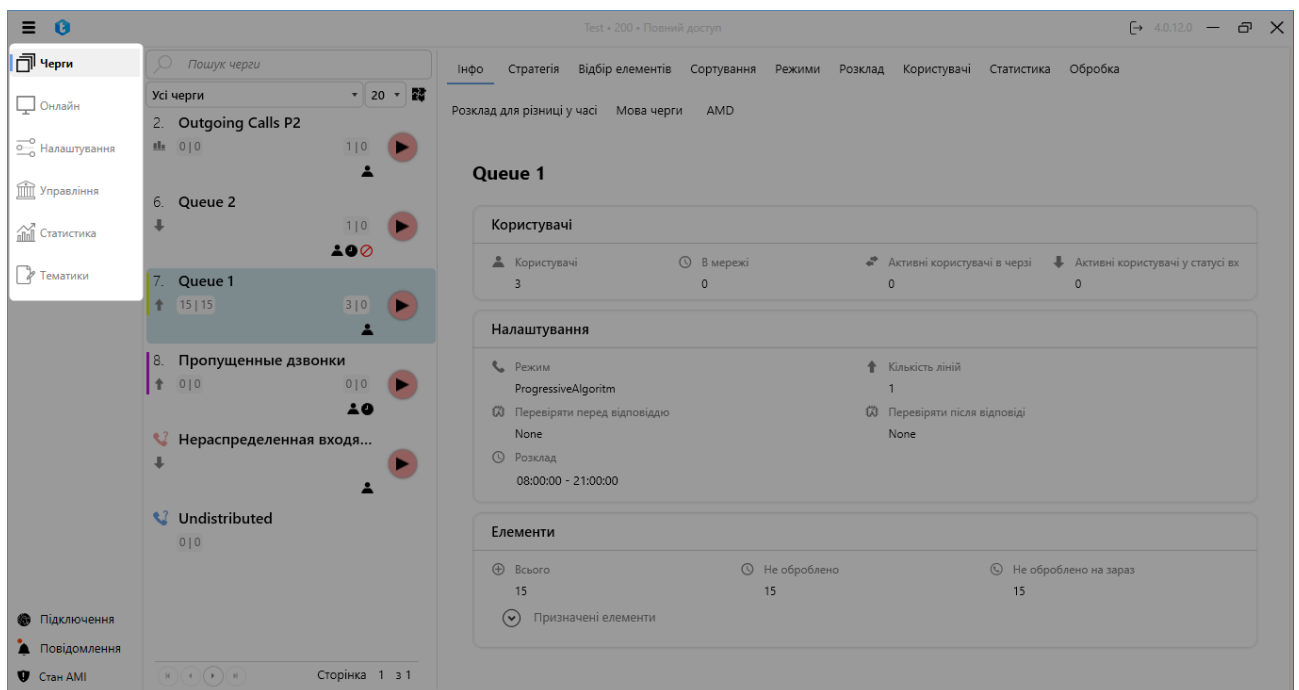 Test • 200 • Повний доступ
4.0.12.0
Черги
Онлайн
Налаштування
Управління
Статистика
Тематики
Підключення
Повідомлення
Стан AMI
Пошук черги
Усі черги
20
2. Outgoing Calls P2
0|0 1|0
6. Queue 2
1|0
7. Queue 1
15|15 3|0
8. Пропущенные дзвонки
0|0 0|0
Нераспределенная входя...
Undistributed
0|0
Сторінка 1 з 1
Інфо Стратегія Відбір елементів Сортування Режими Розклад Користувачі Статистика Обробка
Розклад для різниці у часі Мова черги AMD
Queue 1
Користувачі
Користувачі В мережі Активні користувачі в черзі Активні користувачі у статусі вх
3 0 0 0
Налаштування
Режим Кількість ліній
ProgressiveAlgoritm 1
Перевіряти перед відповіддю Перевіряти після відповіді
None None
Розклад
08:00:00 - 21:00:00
Елементи
Всього Не оброблено Не оброблено на зараз
15 15 15
Призначені елементи